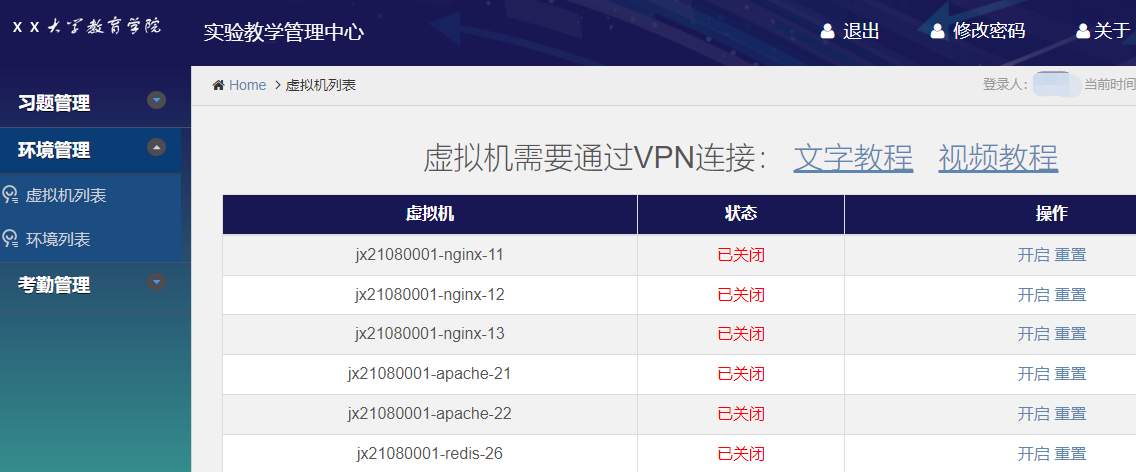 x x 大学教育学院
实验教学管理中心
退出 修改密码 关于
Home > 虚拟机列表 登录人: 当前时间
习题管理
环境管理
虚拟机列表
环境列表
考勤管理
虚拟机需要通过VPN连接： 文字教程 视频教程
虚拟机 状态 操作
jx21080001-nginx-11 已关闭 开启 重置
jx21080001-nginx-12 已关闭 开启 重置
jx21080001-nginx-13 已关闭 开启 重置
jx21080001-apache-21 已关闭 开启 重置
jx21080001-apache-22 已关闭 开启 重置
jx21080001-redis-26 已关闭 开启 重置